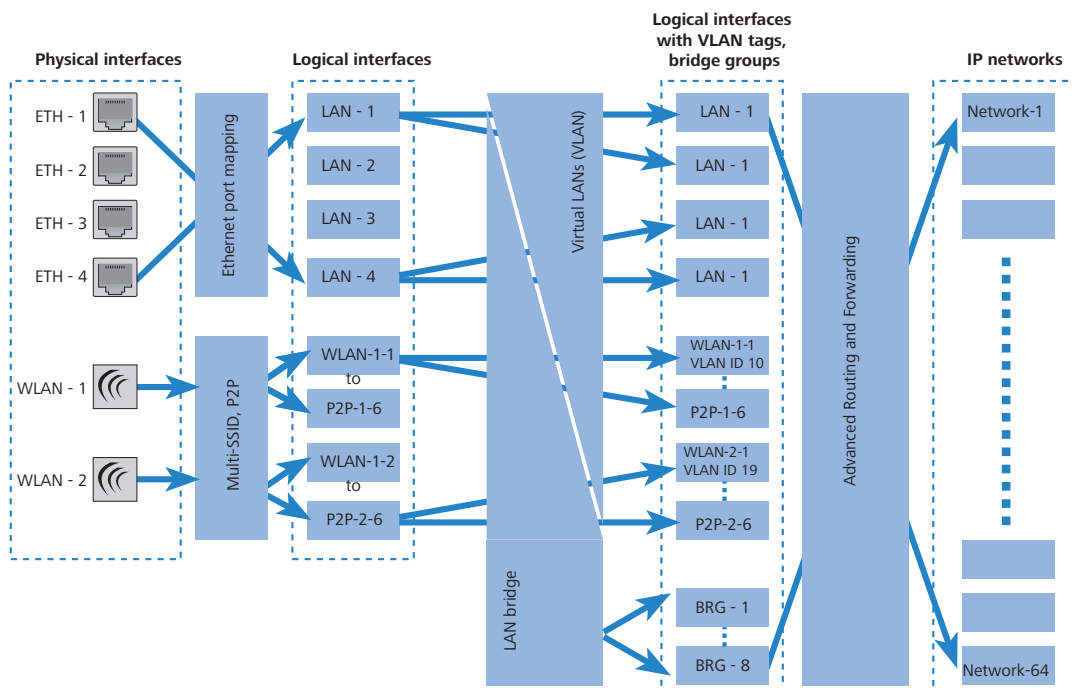 Physical interfaces
Logical interfaces
Logical interfaces
with VLAN tags,
bridge groups
IP networks
ETH - 1
ETH - 2
ETH - 3
ETH - 4
WLAN - 1
WLAN - 2
Ethernet port mapping
Multi-SSID, P2P
LAN - 1
LAN - 2
LAN - 3
LAN - 4
WLAN-1-1
to
P2P-1-6
WLAN-1-2
to
P2P-2-6
Virtual LANs (VLAN)
LAN bridge
LAN - 1
LAN - 1
LAN - 1
LAN - 1
WLAN-1-1
VLAN ID 10
P2P-1-6
WLAN-2-1
VLAN ID 19
P2P-2-6
BRG - 1
BRG - 8
Advanced Routing and Forwarding
Network-1
Network-64